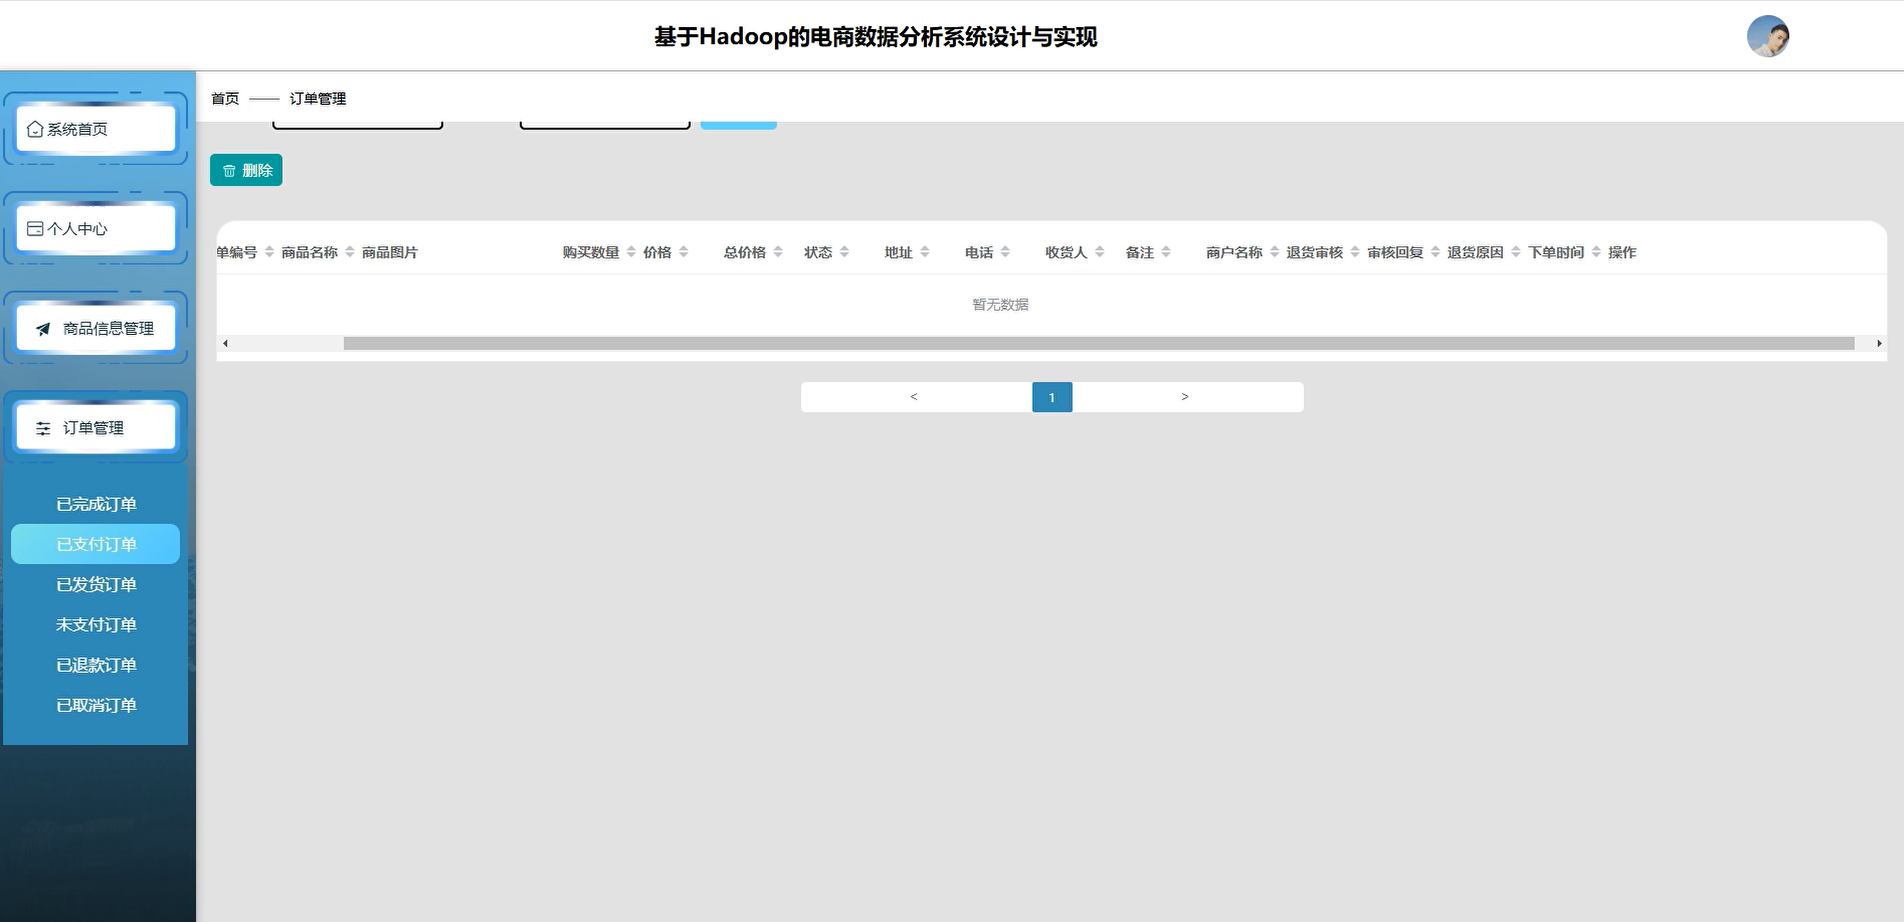 基于Hadoop的电商数据分析系统设计与实现
首页 —— 订单管理
系统首页
个人中心
商品信息管理
订单管理
已完成订单
已支付订单
已发货订单
未支付订单
已退款订单
已取消订单
删除
单编号 商品名称 商品图片 购买数量 价格 总价格 状态 地址 电话 收货人 备注 商户名称 退货审核 审核回复 退货原因 下单时间 操作
暂无数据
< 1 >